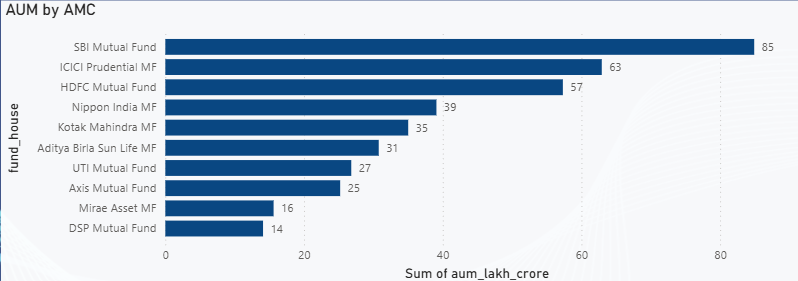 AUM by AMC
fund_house
SBI Mutual Fund 85
ICICI Prudential MF 63
HDFC Mutual Fund 57
Nippon India MF 39
Kotak Mahindra MF 35
Aditya Birla Sun Life MF 31
UTI Mutual Fund 27
Axis Mutual Fund 25
Mirae Asset MF 16
DSP Mutual Fund 14
0 20 40 60 80
Sum of aum_lakh_crore